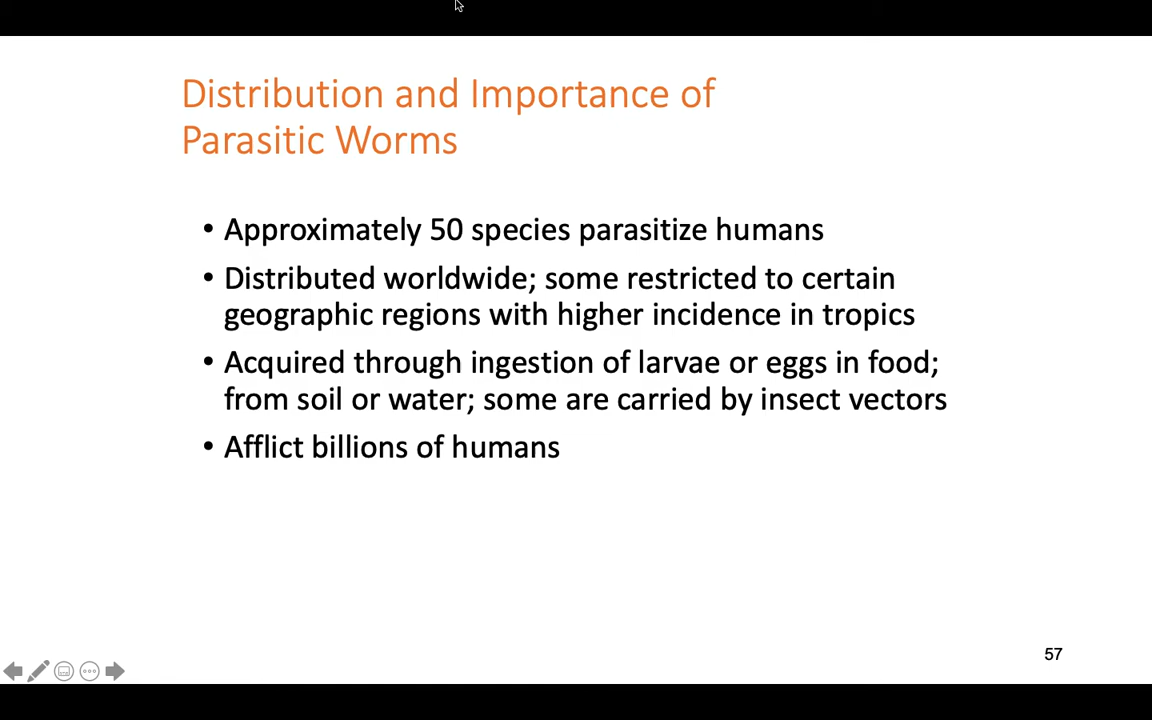 Distribution and Importance of
Parasitic Worms
• Approximately 50 species parasitize humans
• Distributed worldwide; some restricted to certain
geographic regions with higher incidence in tropics
• Acquired through ingestion of larvae or eggs in food;
from soil or water; some are carried by insect vectors
• Afflict billions of humans
57